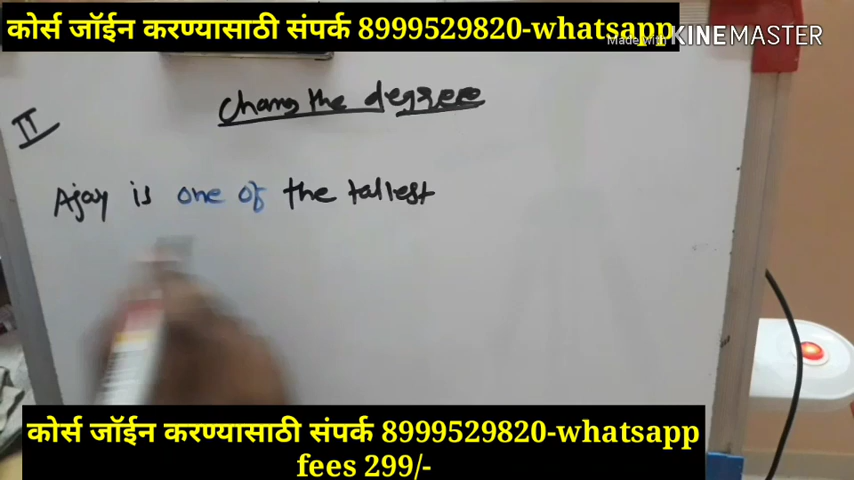 कोर्स जॉईन करण्यासाठी संपर्क 8999529820-whatsapp
Made with KINEMASTER
Chang the degree
II
Ajay is one of the tallest
कोर्स जॉईन करण्यासाठी संपर्क 8999529820-whatsapp
fees 299/-